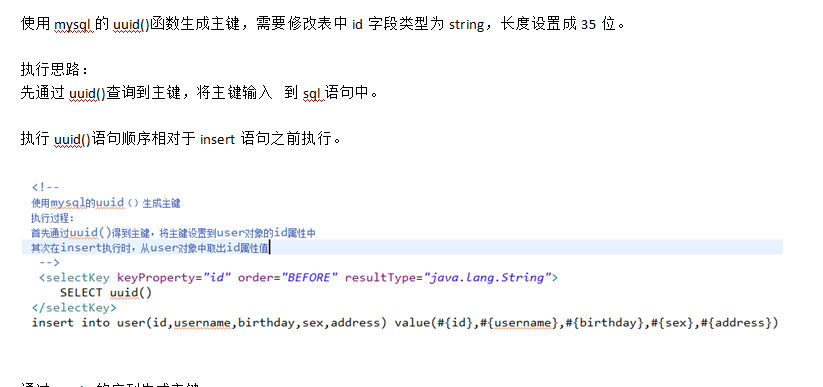 使用 mysql 的 uuid()函数生成主键，需要修改表中 id 字段类型为 string，长度设置成 35 位。
执行思路：
先通过 uuid()查询到主键，将主键输入 到 sql 语句中。
执行 uuid()语句顺序相对于 insert 语句之前执行。
<!--
使用mysql的uuid（）生成主键
执行过程：
首先通过uuid()得到主键，将主键设置到user对象的id属性中
其次在insert执行时，从user对象中取出id属性值
-->
<selectKey keyProperty="id" order="BEFORE" resultType="java.lang.String">
SELECT uuid()
</selectKey>
insert into user(id,username,birthday,sex,address) value(#{id},#{username},#{birthday},#{sex},#{address})